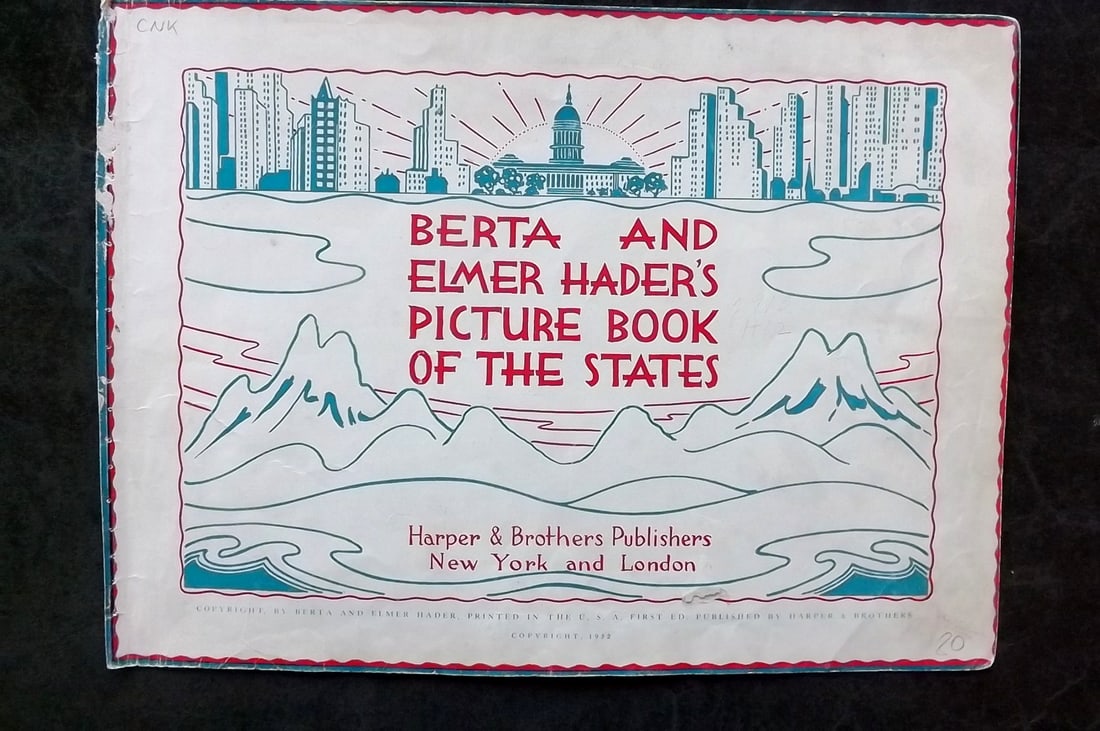 CNK
BERTA AND
ELMER HADER'S
PICTURE BOOK
OF THE STATES
Harper & Brothers Publishers
New York and London
COPYRIGHT, BY BERTA AND ELMER HADER, PRINTED IN THE U. S. A. FIRST ED. PUBLISHED BY HARPER & BROTHERS
COPYRIGHT, 1932
20